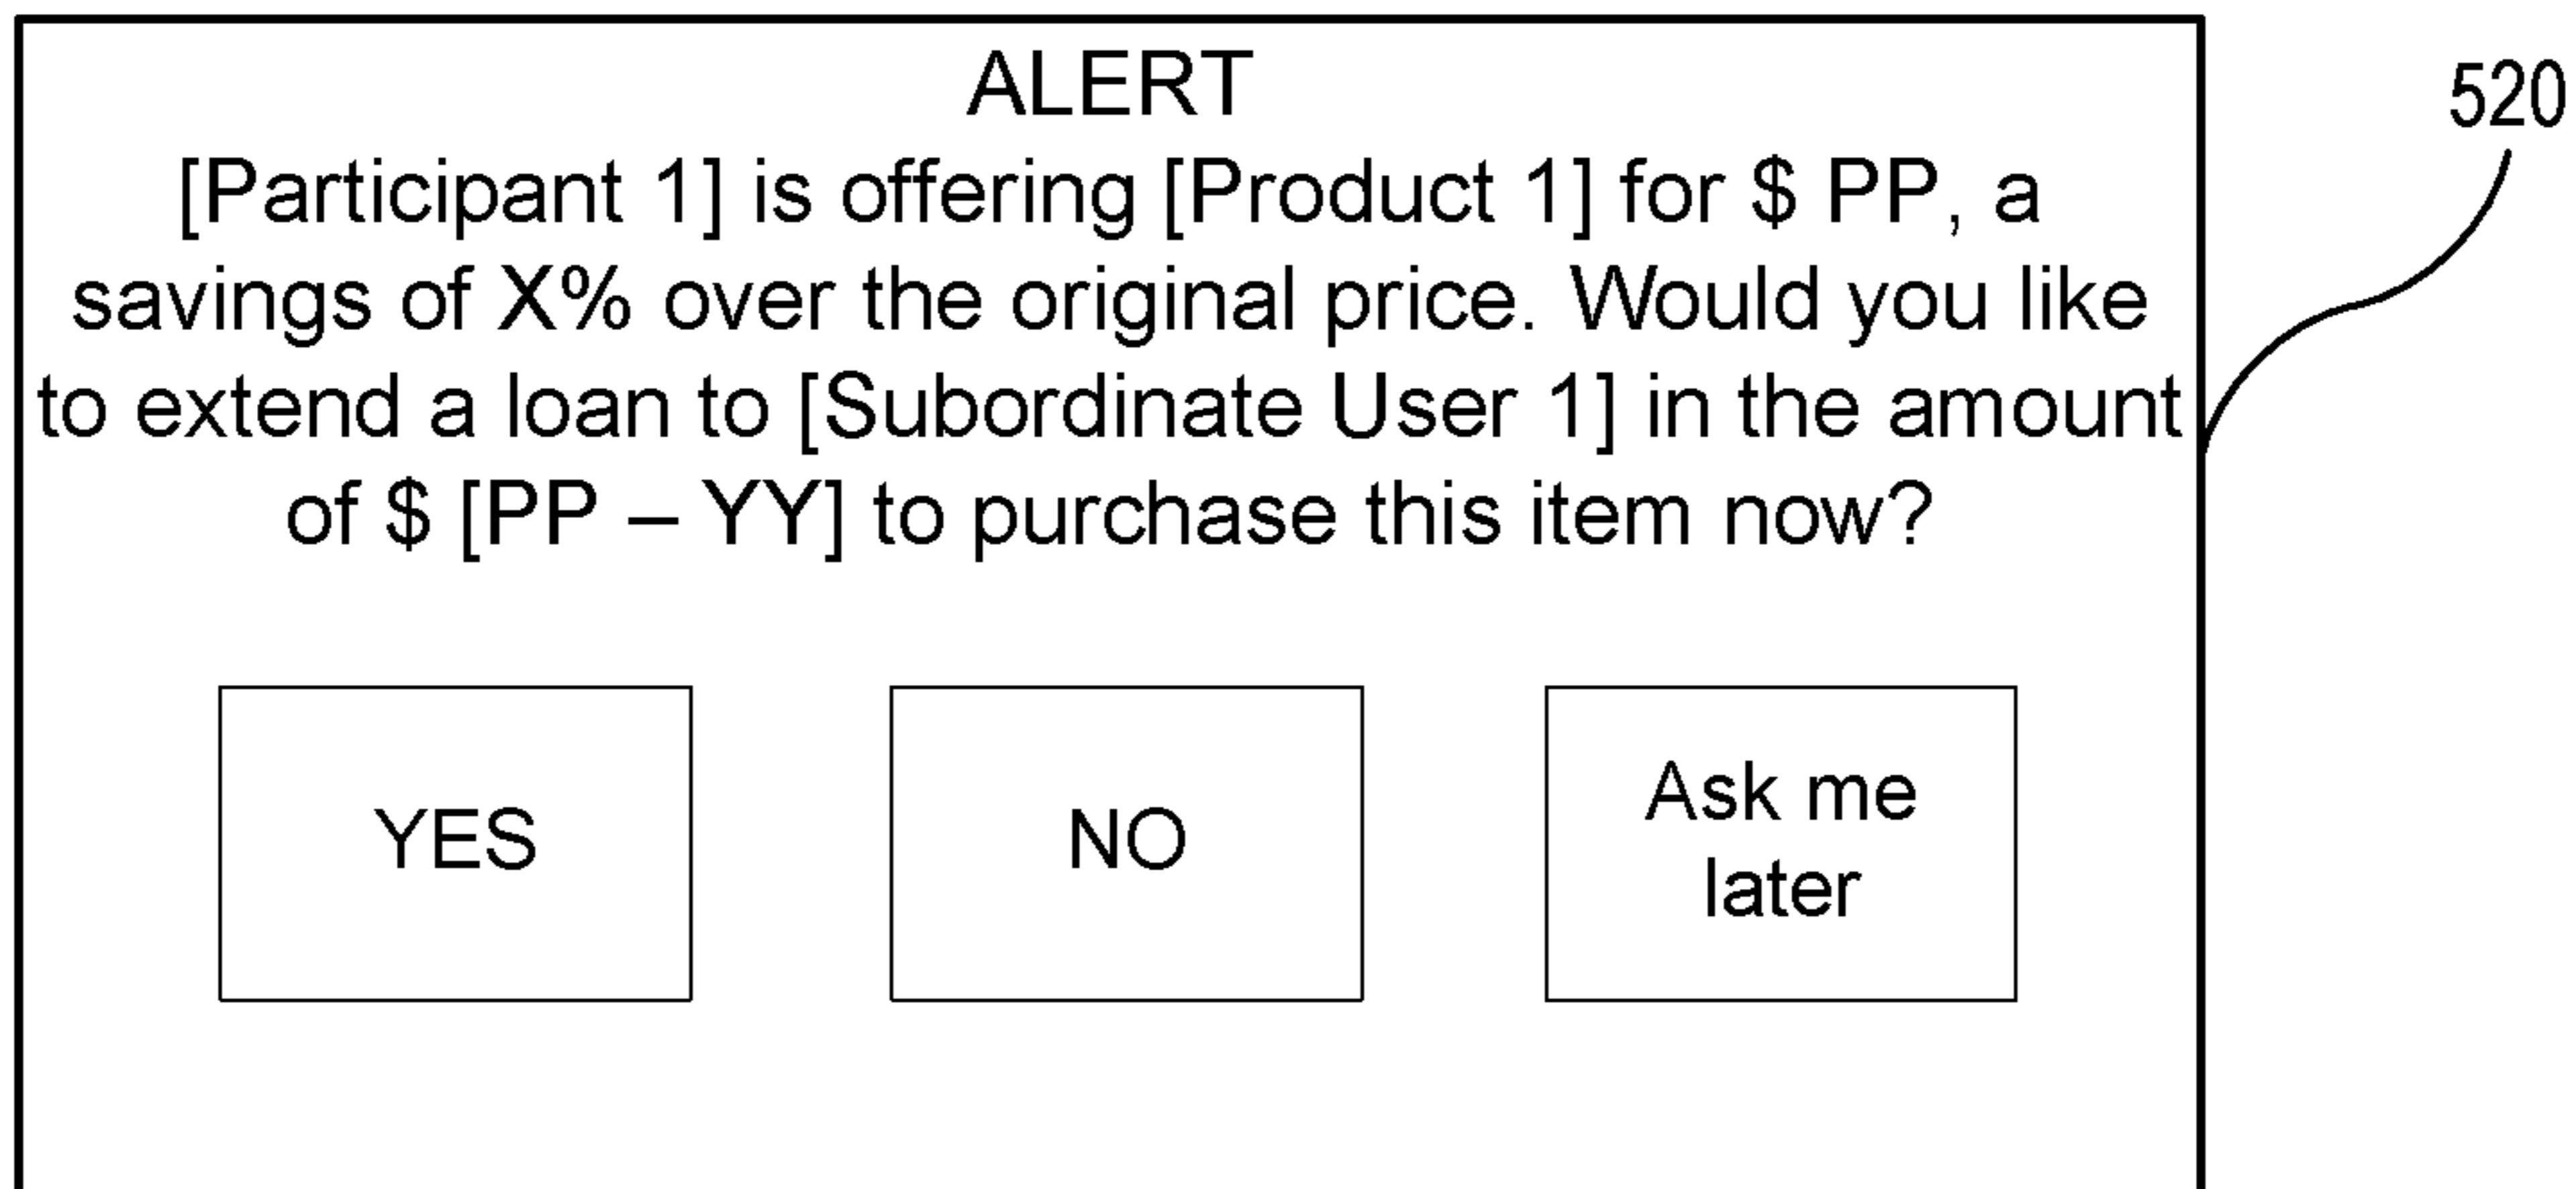 ALERT
520
[Participant 1] is offering [Product 1] for $ PP, a
savings of X% over the original price. Would you like
to extend a loan to [Subordinate User 1] in the amount
of $ [PP – YY] to purchase this item now?
YES
NO
Ask me
later